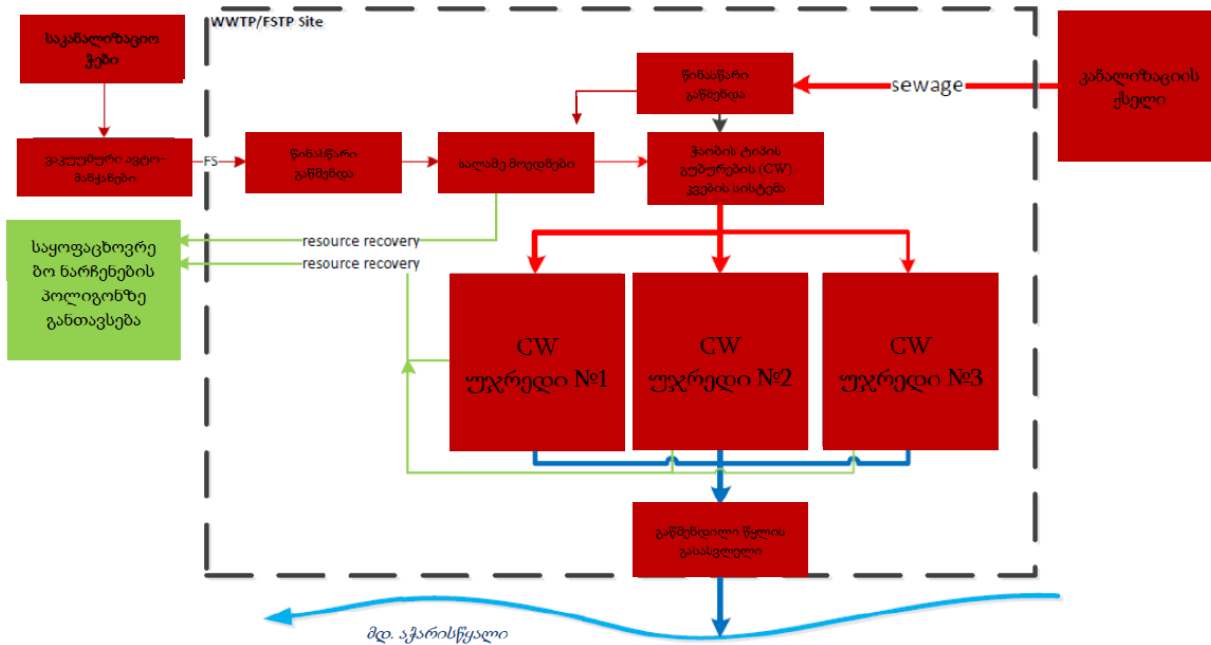 WWTP/FSTP Site
საკანალიზაციო
ჭები
წინასწარი
გაწმენდა
sewage
კანალიზაციის
ქსელი
ვაკუუმური ავტო-
მანქანები
FS
წინასწარი
გაწმენდა
სალამე მოედნები
ჭაობის ტიპის
გუბურების (CW)
კვების სისტემა
საყოფაცხოვრე
ბო ნარჩენების
პოლიგონზე
განთავსება
resource recovery
resource recovery
CW
უჯრედი №1
CW
უჯრედი №2
CW
უჯრედი №3
გაწმენდილი წყლის
გასასვლელი
მდ. აჭარისწყალი